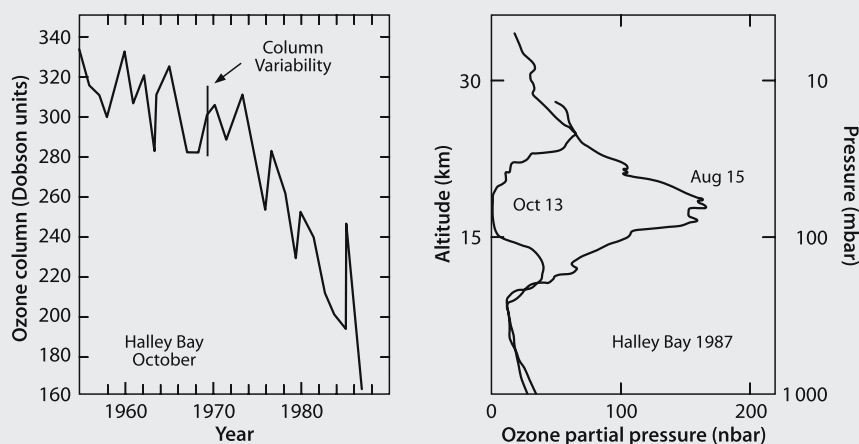 340
320
300
280
260
240
220
200
180
160
Ozone column (Dobson units)
Column
Variability
Halley Bay
October
1960
1970
1980
Year
30
15
Altitude (km)
Oct 13
Aug 15
Halley Bay 1987
0
100
200
Ozone partial pressure (nbar)
10
100
1 000
Pressure (mbar)